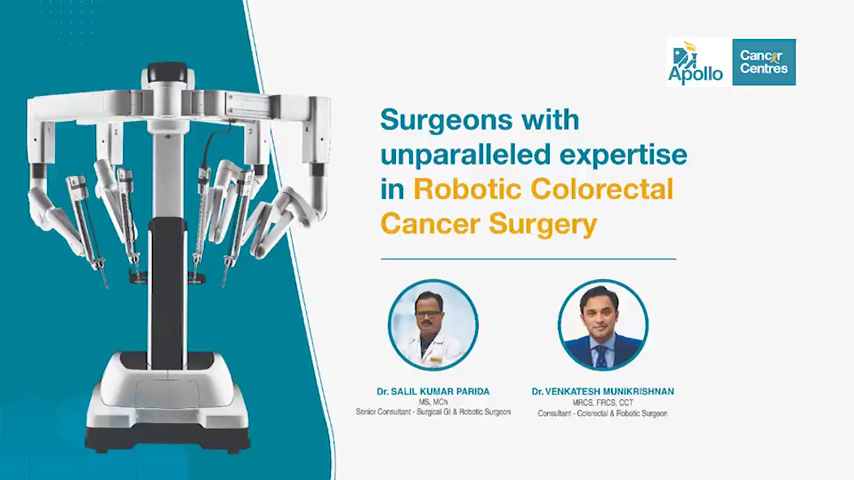 Apollo
Cancer
Centres
Surgeons with
unparalleled expertise
in Robotic Colorectal
Cancer Surgery
Dr. SALIL KUMAR PARIDA
MS, MCh
Senior Consultant - Surgical GI & Robotic Surgeon
Dr. VENKATESH MUNIKRISHNAN
MRCS, FRCS, CCT
Consultant - Colorectal & Robotic Surgeon